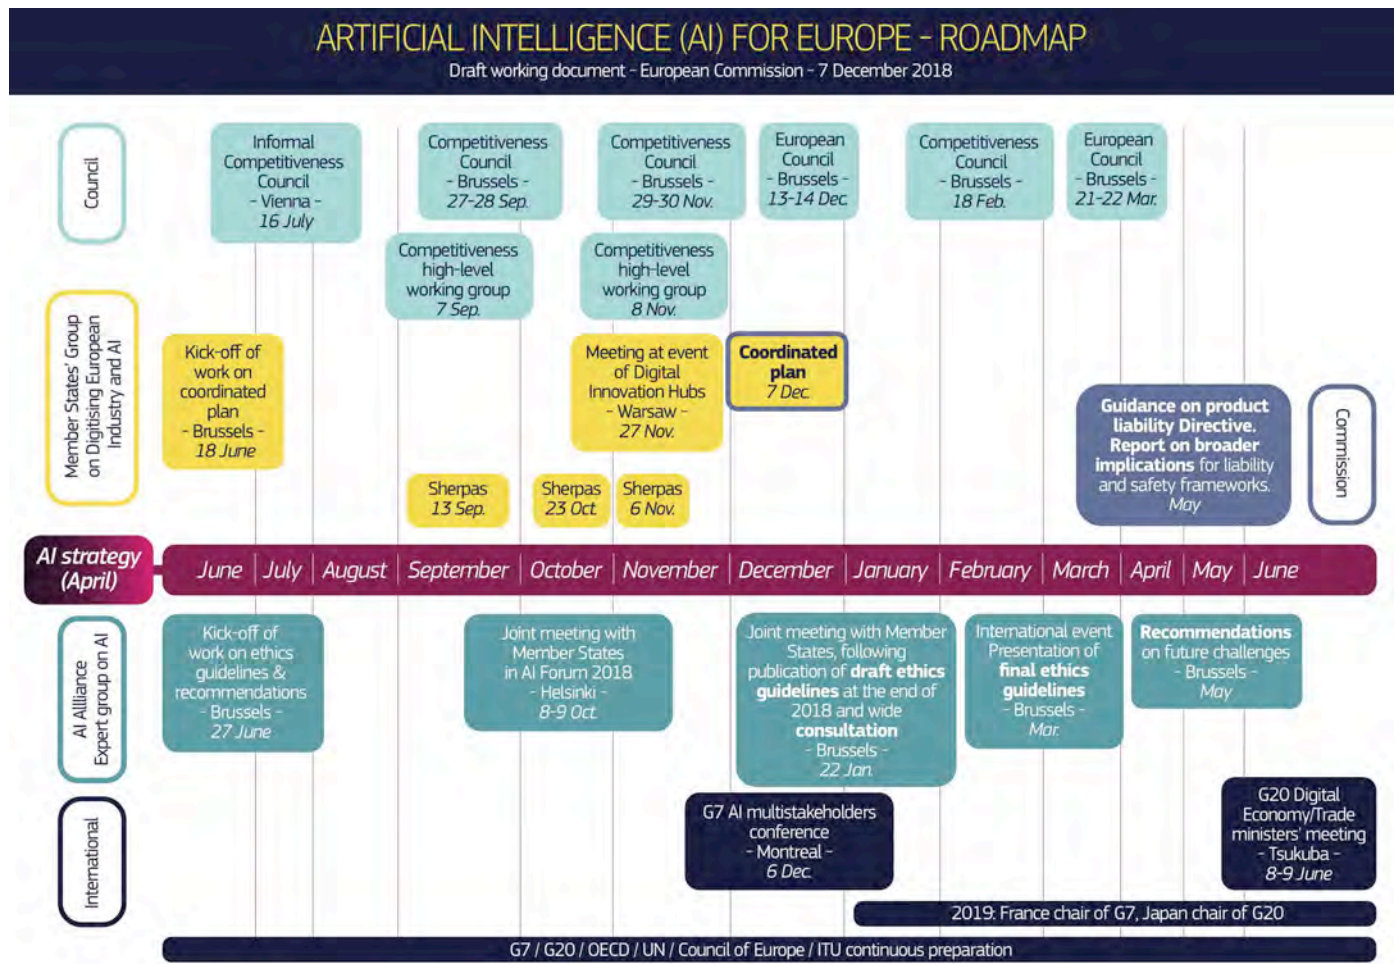 ARTIFICIAL INTELLIGENCE (AI) FOR EUROPE - ROADMAP
Draft working document - European Commission - 7 December 2018
Council
Informal
Competitiveness
Council
- Vienna -
16 July
Competitiveness
Council
- Brussels -
27-28 Sep.
Competitiveness
Council
- Brussels -
29-30 Nov.
European
Council
- Brussels -
13-14 Dec.
Competitiveness
Council
- Brussels -
18 Feb.
European
Council
- Brussels -
21-22 Mar.
Competitiveness
high-level
working group
7 Sep.
Competitiveness
high-level
working group
8 Nov.
Member States' Group
on Digitising European
Industry and AI
Kick-off of
work on
coordinated
plan
- Brussels -
18 June
Meeting at event
of Digital
Innovation Hubs
- Warsaw -
27 Nov.
Coordinated
plan
7 Dec.
Guidance on product
liability Directive.
Report on broader
implications for liability
and safety frameworks.
May
Commission
Sherpas
13 Sep.
Sherpas
23 Oct.
Sherpas
6 Nov.
AI strategy
(April)
June
July
August
September
October
November
December
January
February
March
April
May
June
AI Alliance
Expert group on AI
Kick-off of
work on ethics
guidelines &
recommendations
- Brussels -
27 June
Joint meeting with
Member States
in AI Forum 2018
- Helsinki -
8-9 Oct.
Joint meeting with Member
States, following
publication of draft ethics
guidelines at the end of
2018 and wide
consultation
- Brussels -
22 Jan.
International event
Presentation of
final ethics
guidelines
- Brussels -
Mar.
Recommendations
on future challenges
- Brussels -
May
International
G7 AI multistakeholders
conference
- Montreal -
6 Dec.
G20 Digital
Economy/Trade
ministers' meeting
- Tsukuba -
8-9 June
2019: France chair of G7, Japan chair of G20
G7 / G20 / OECD / UN / Council of Europe / ITU continuous preparation